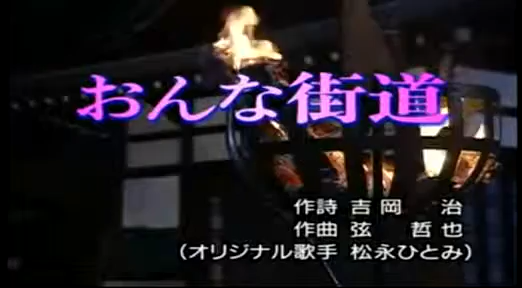 おんな街道
作詩 吉岡 治
作曲 弦 哲也
(オリジナル歌手 松永ひとみ)